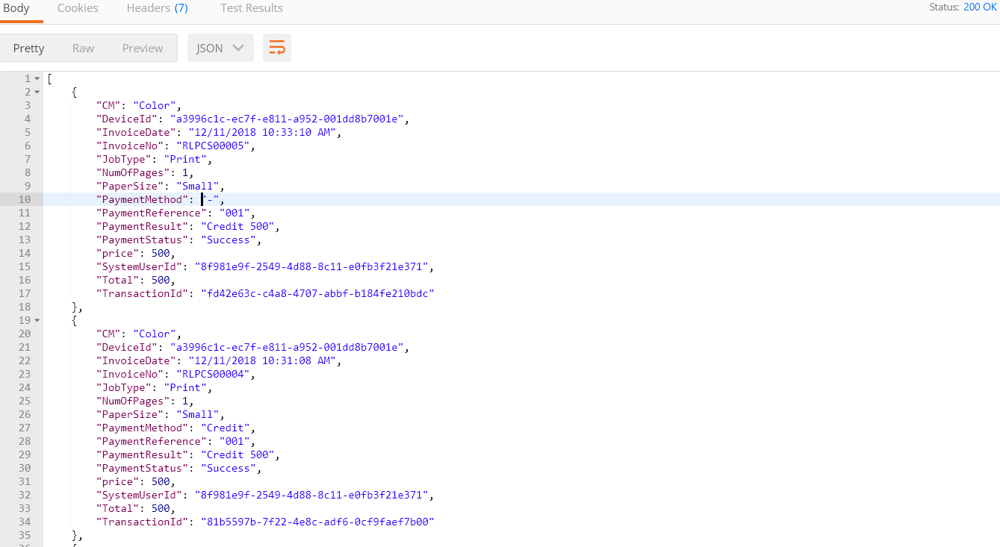 Body Cookies Headers (7) Test Results Status: 200 OK
Pretty Raw Preview JSON
1 [
2 {
3 "CM": "Color",
4 "DeviceId": "a3996c1c-ec7f-e811-a952-001dd8b7001e",
5 "InvoiceDate": "12/11/2018 10:33:10 AM",
6 "InvoiceNo": "RLPCS00005",
7 "JobType": "Print",
8 "NumOfPages": 1,
9 "PaperSize": "Small",
10 "PaymentMethod": "-",
11 "PaymentReference": "001",
12 "PaymentResult": "Credit 500",
13 "PaymentStatus": "Success",
14 "price": 500,
15 "SystemUserId": "8f981e9f-2549-4d88-8c11-e0fb3f21e371",
16 "Total": 500,
17 "TransactionId": "fd42e63c-c4a8-4707-abbf-b184fe210bdc"
18 },
19 {
20 "CM": "Color",
21 "DeviceId": "a3996c1c-ec7f-e811-a952-001dd8b7001e",
22 "InvoiceDate": "12/11/2018 10:31:08 AM",
23 "InvoiceNo": "RLPCS00004",
24 "JobType": "Print",
25 "NumOfPages": 1,
26 "PaperSize": "Small",
27 "PaymentMethod": "Credit",
28 "PaymentReference": "001",
29 "PaymentResult": "Credit 500",
30 "PaymentStatus": "Success",
31 "price": 500,
32 "SystemUserId": "8f981e9f-2549-4d88-8c11-e0fb3f21e371",
33 "Total": 500,
34 "TransactionId": "81b5597b-7f22-4e8c-adf6-0cf9faef7b00"
35 },
36 {